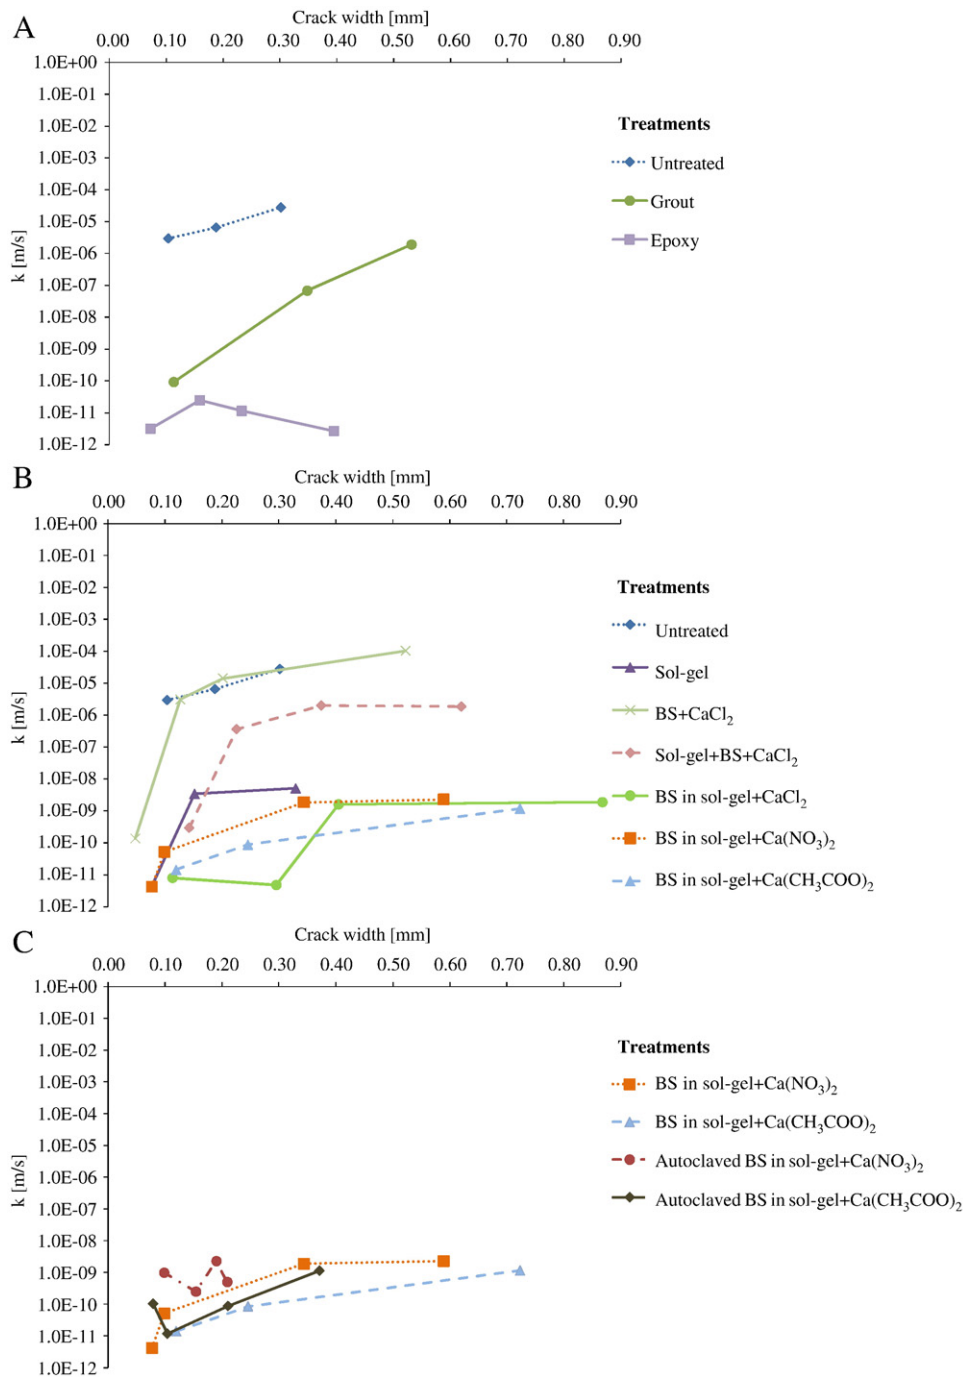 A
Crack width [mm]
0.00 0.10 0.20 0.30 0.40 0.50 0.60 0.70 0.80 0.90
1.0E+00
1.0E-01
1.0E-02
1.0E-03
1.0E-04
1.0E-05
1.0E-06
1.0E-07
1.0E-08
1.0E-09
1.0E-10
1.0E-11
1.0E-12
k [m/s]
Treatments
Untreated
Grout
Epoxy
B
Crack width [mm]
0.00 0.10 0.20 0.30 0.40 0.50 0.60 0.70 0.80 0.90
1.0E+00
1.0E-01
1.0E-02
1.0E-03
1.0E-04
1.0E-05
1.0E-06
1.0E-07
1.0E-08
1.0E-09
1.0E-10
1.0E-11
1.0E-12
k [m/s]
Treatments
Untreated
Sol-gel
BS+CaCl₂
Sol-gel+BS+CaCl₂
BS in sol-gel+CaCl₂
BS in sol-gel+Ca(NO₃)₂
BS in sol-gel+Ca(CH₃COO)₂
C
Crack width [mm]
0.00 0.10 0.20 0.30 0.40 0.50 0.60 0.70 0.80 0.90
1.0E+00
1.0E-01
1.0E-02
1.0E-03
1.0E-04
1.0E-05
1.0E-06
1.0E-07
1.0E-08
1.0E-09
1.0E-10
1.0E-11
1.0E-12
k [m/s]
Treatments
BS in sol-gel+Ca(NO₃)₂
BS in sol-gel+Ca(CH₃COO)₂
Autoclaved BS in sol-gel+Ca(NO₃)₂
Autoclaved BS in sol-gel+Ca(CH₃COO)₂